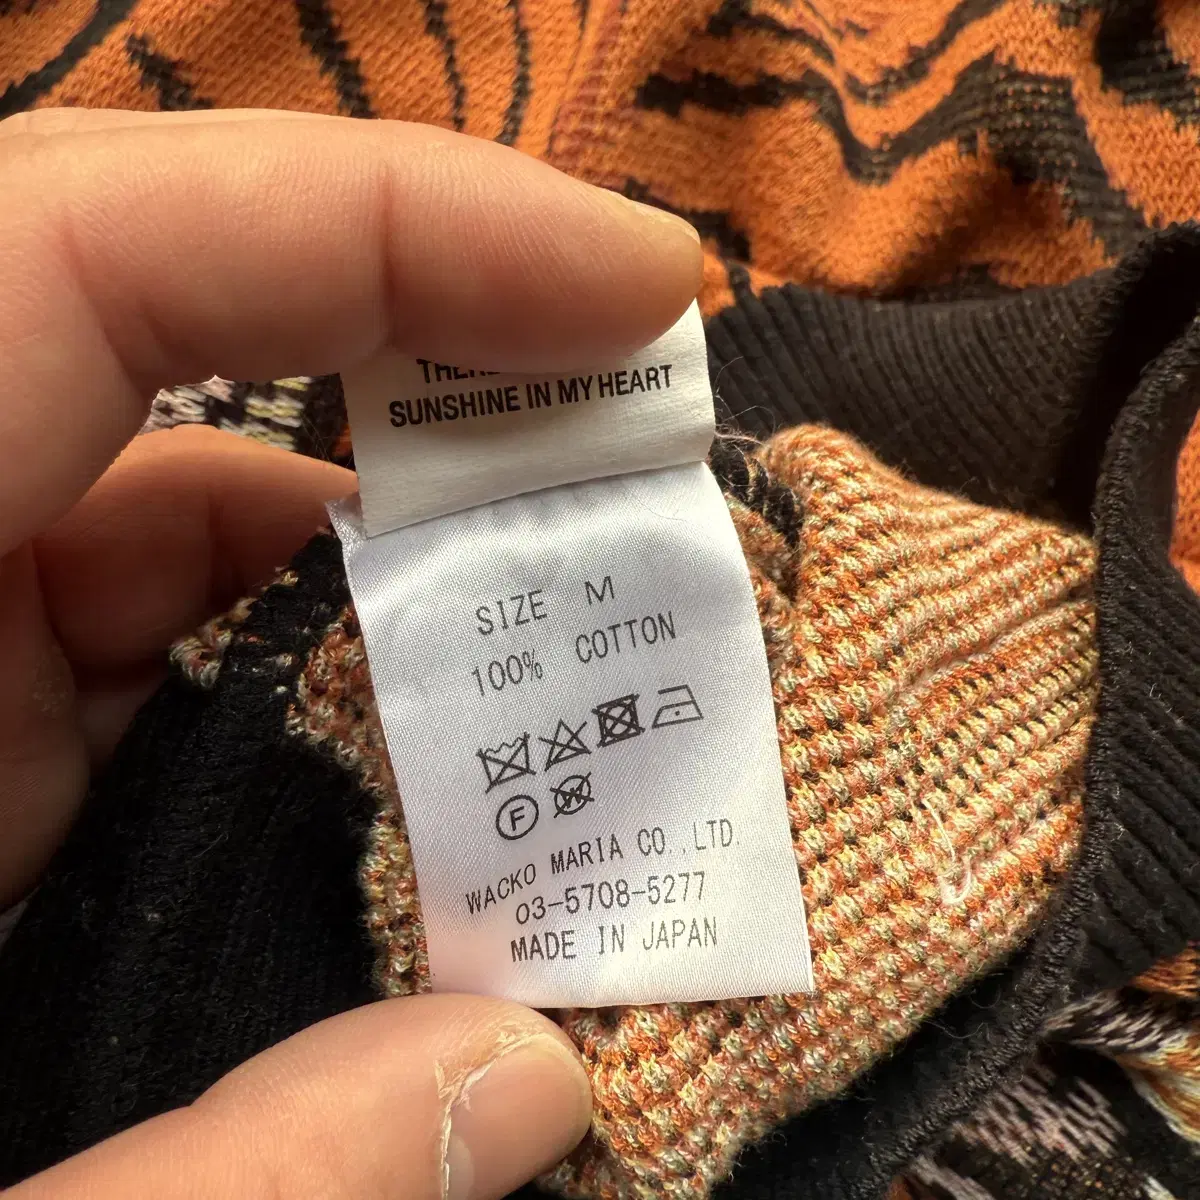 SUNSHINE IN MY HEART
SIZE M
100% COTTON
F
W
WACKO MARIA CO.,LTD.
03-5708-5277
MADE IN JAPAN